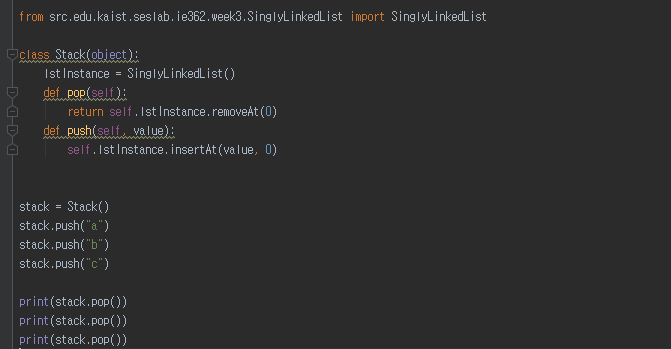 from src.edu.kaist.seslab.ie362.week3.SinglyLinkedList import SinglyLinkedList
class Stack(object):
lstInstance = SinglyLinkedList()
def pop(self):
return self.lstInstance.removeAt(0)
def push(self, value):
self.lstInstance.insertAt(value, 0)
stack = Stack()
stack.push("a")
stack.push("b")
stack.push("c")
print(stack.pop())
print(stack.pop())
print(stack.pop())